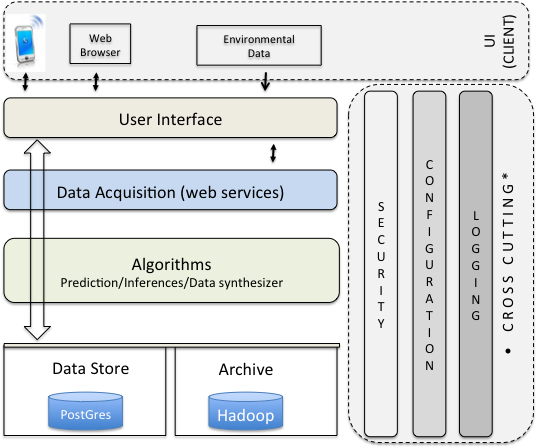 Web
Browser
Environmental
Data
UI
(CLIENT)
User Interface
Data Acquisition (web services)
Algorithms
Prediction/Inferences/Data synthesizer
Data Store
PostGres
Archive
Hadoop
SECURITY
CONFIGURATION
LOGGING
• CROSS CUTTING*